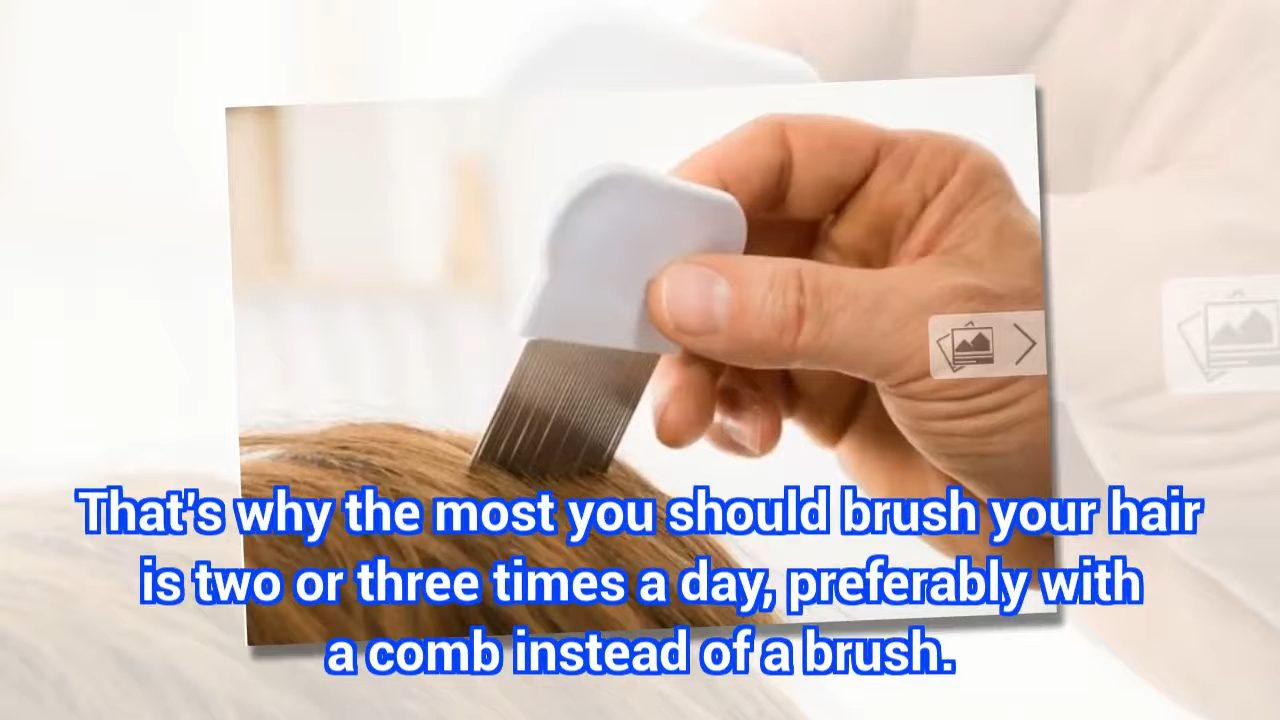 That's why the most you should brush your hair
is two or three times a day, preferably with
a comb instead of a brush.